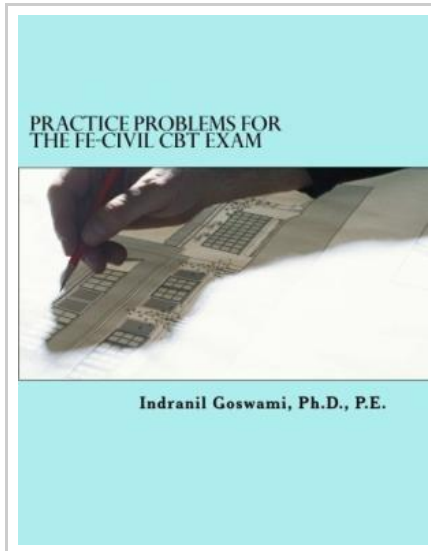 PRACTICE PROBLEMS FOR
THE FE-CIVIL CBT EXAM
Indranil Goswami, Ph.D., P.E.